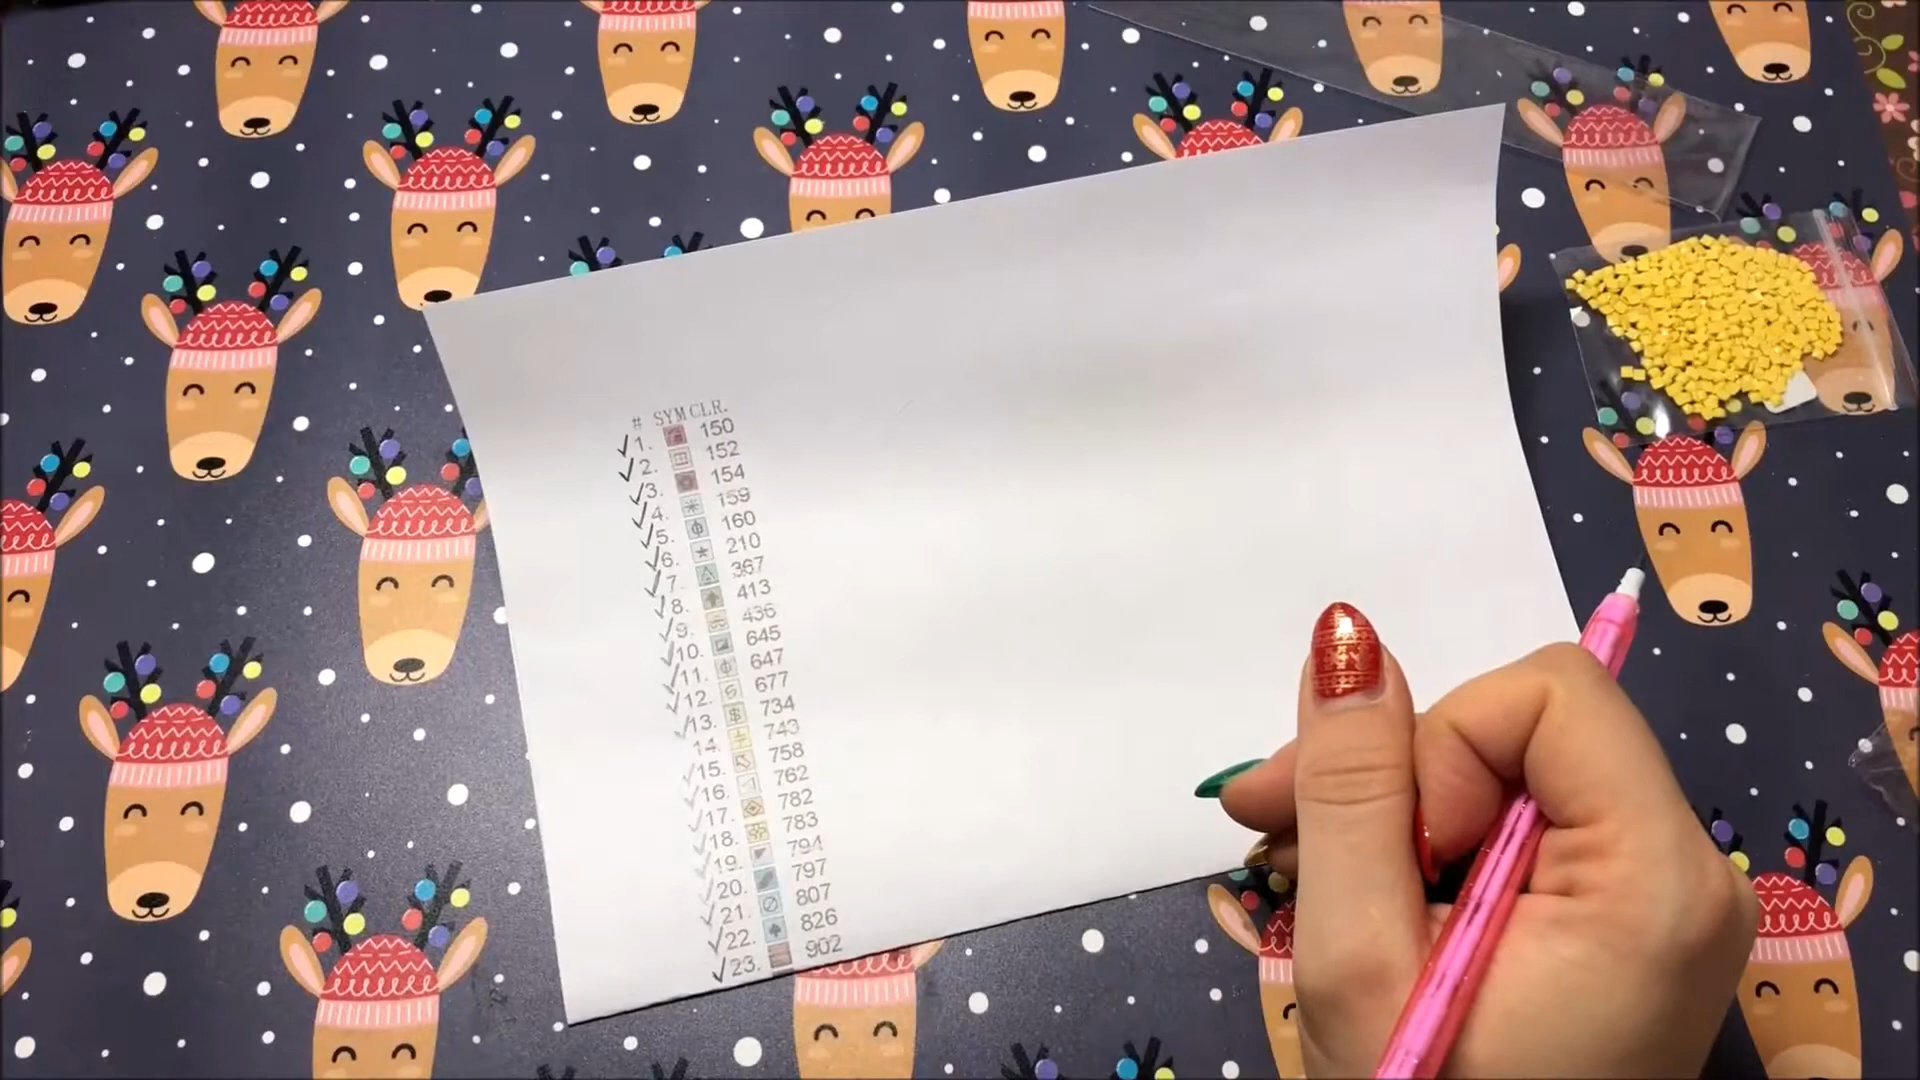 # SYM CLR.
✓ 1. 150
✓ 2. 152
✓ 3. 154
✓ 4. 159
✓ 5. 160
✓ 6. 210
✓ 7. 367
✓ 8. 413
✓ 9. 436
✓ 10. 645
✓ 11. 647
✓ 12. 677
✓ 13. $ 734
14. 743
✓ 15. 758
✓ 16. 762
✓ 17. 782
✓ 18. 783
✓ 19. 794
✓ 20. 797
✓ 21. 807
✓ 22. 826
✓ 23. 902